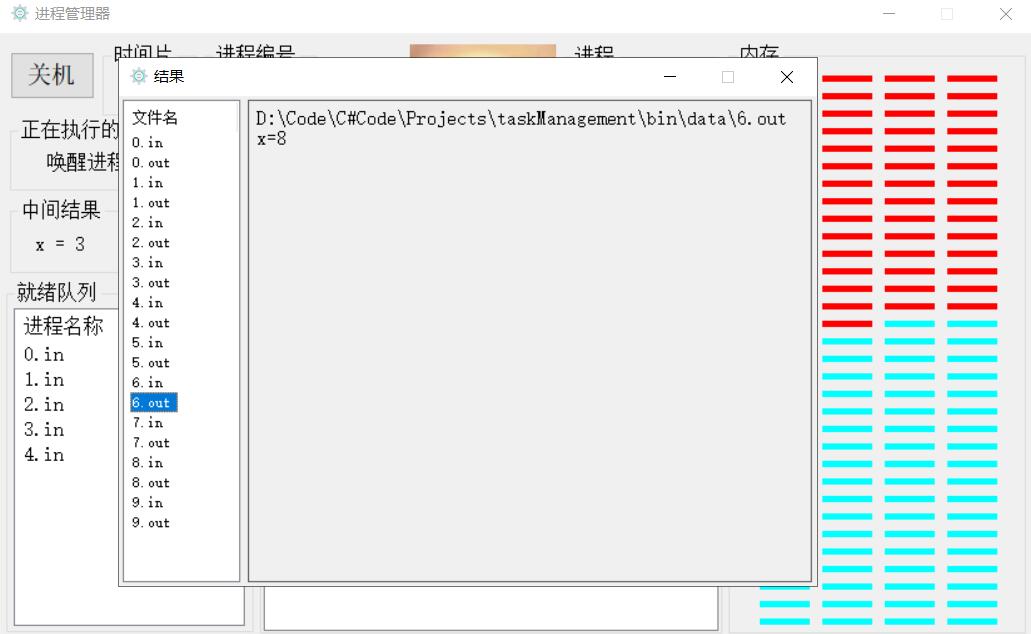 进程管理器
关机
时间片
进程编号
进程
内存
正在执行的
唤醒进程
中间结果
x = 3
就绪队列
进程名称
0.in
1.in
2.in
3.in
4.in
结果
文件名
0.in
0.out
1.in
1.out
2.in
2.out
3.in
3.out
4.in
4.out
5.in
5.out
6.in
6.out
7.in
7.out
8.in
8.out
9.in
9.out
D:\Code\C#Code\Projects\taskManagement\bin\data\6.out
x=8